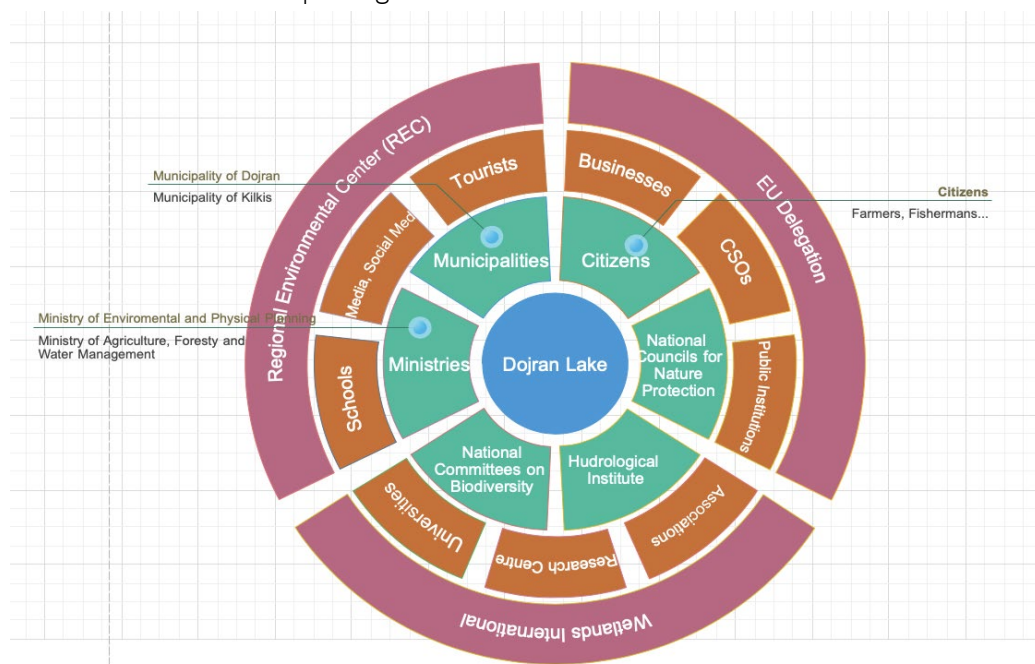 Regional Environmental Center (REC)
EU Delegation
Wetlands International
Tourists
Businesses
Media, Social Med
CSOs
Schools
Public Institutions
Universities
Research Centre
Associations
Municipality of Dojran
Municipality of Kilkis
Citizens
Farmers, Fishermans...
Ministry of Enviromental and Physical Planning
Ministry of Agriculture, Foresty and
Water Management
Municipalities
Citizens
Ministries
National
Councils for
Nature
Protection
National
Committees on
Biodiversity
Hudrological
Institute
Dojran Lake